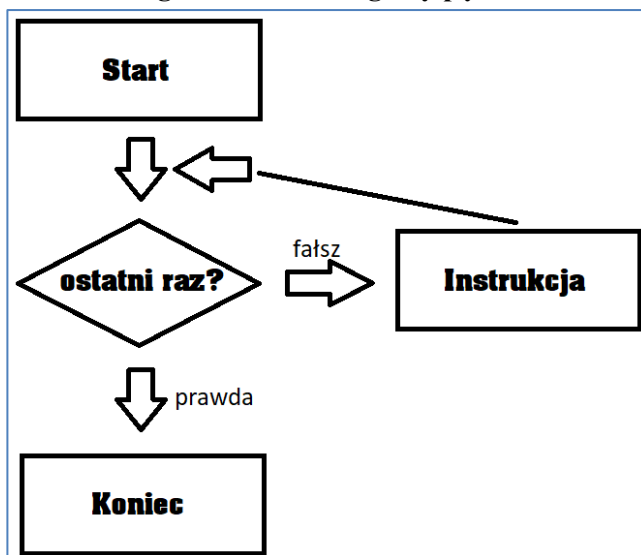 Start
fałsz
ostatni raz?
Instrukcja
prawda
Koniec